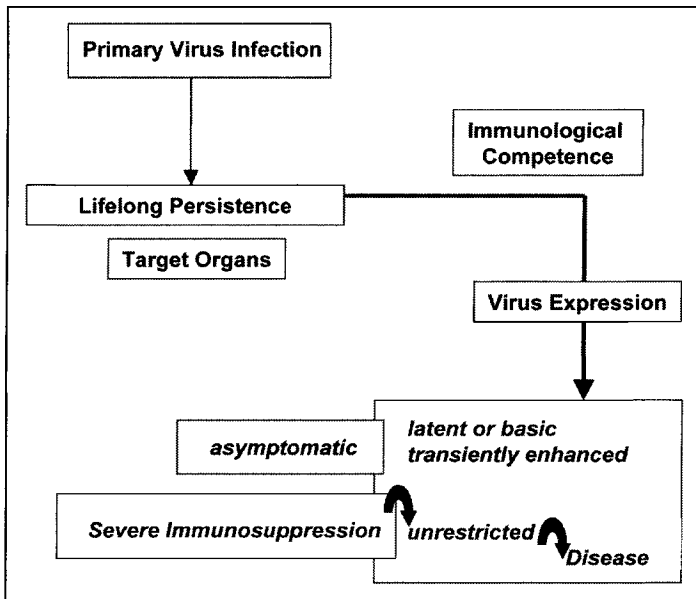 Primary Virus Infection
Immunological
Competence
Lifelong Persistence
Target Organs
Virus Expression
asymptomatic
latent or basic
transiently enhanced
Severe Immunosuppression
unrestricted
Disease